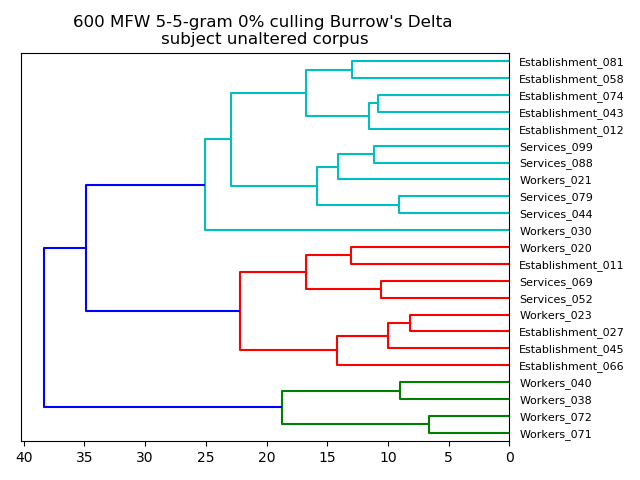 600 MFW 5-5-gram 0% culling Burrow's Delta
subject unaltered corpus
Establishment_081
Establishment_058
Establishment_074
Establishment_043
Establishment_012
Services_099
Services_088
Workers_021
Services_079
Services_044
Workers_030
Workers_020
Establishment_011
Services_069
Services_052
Workers_023
Establishment_027
Establishment_045
Establishment_066
Workers_040
Workers_038
Workers_072
Workers_071
40 35 30 25 20 15 10 5 0